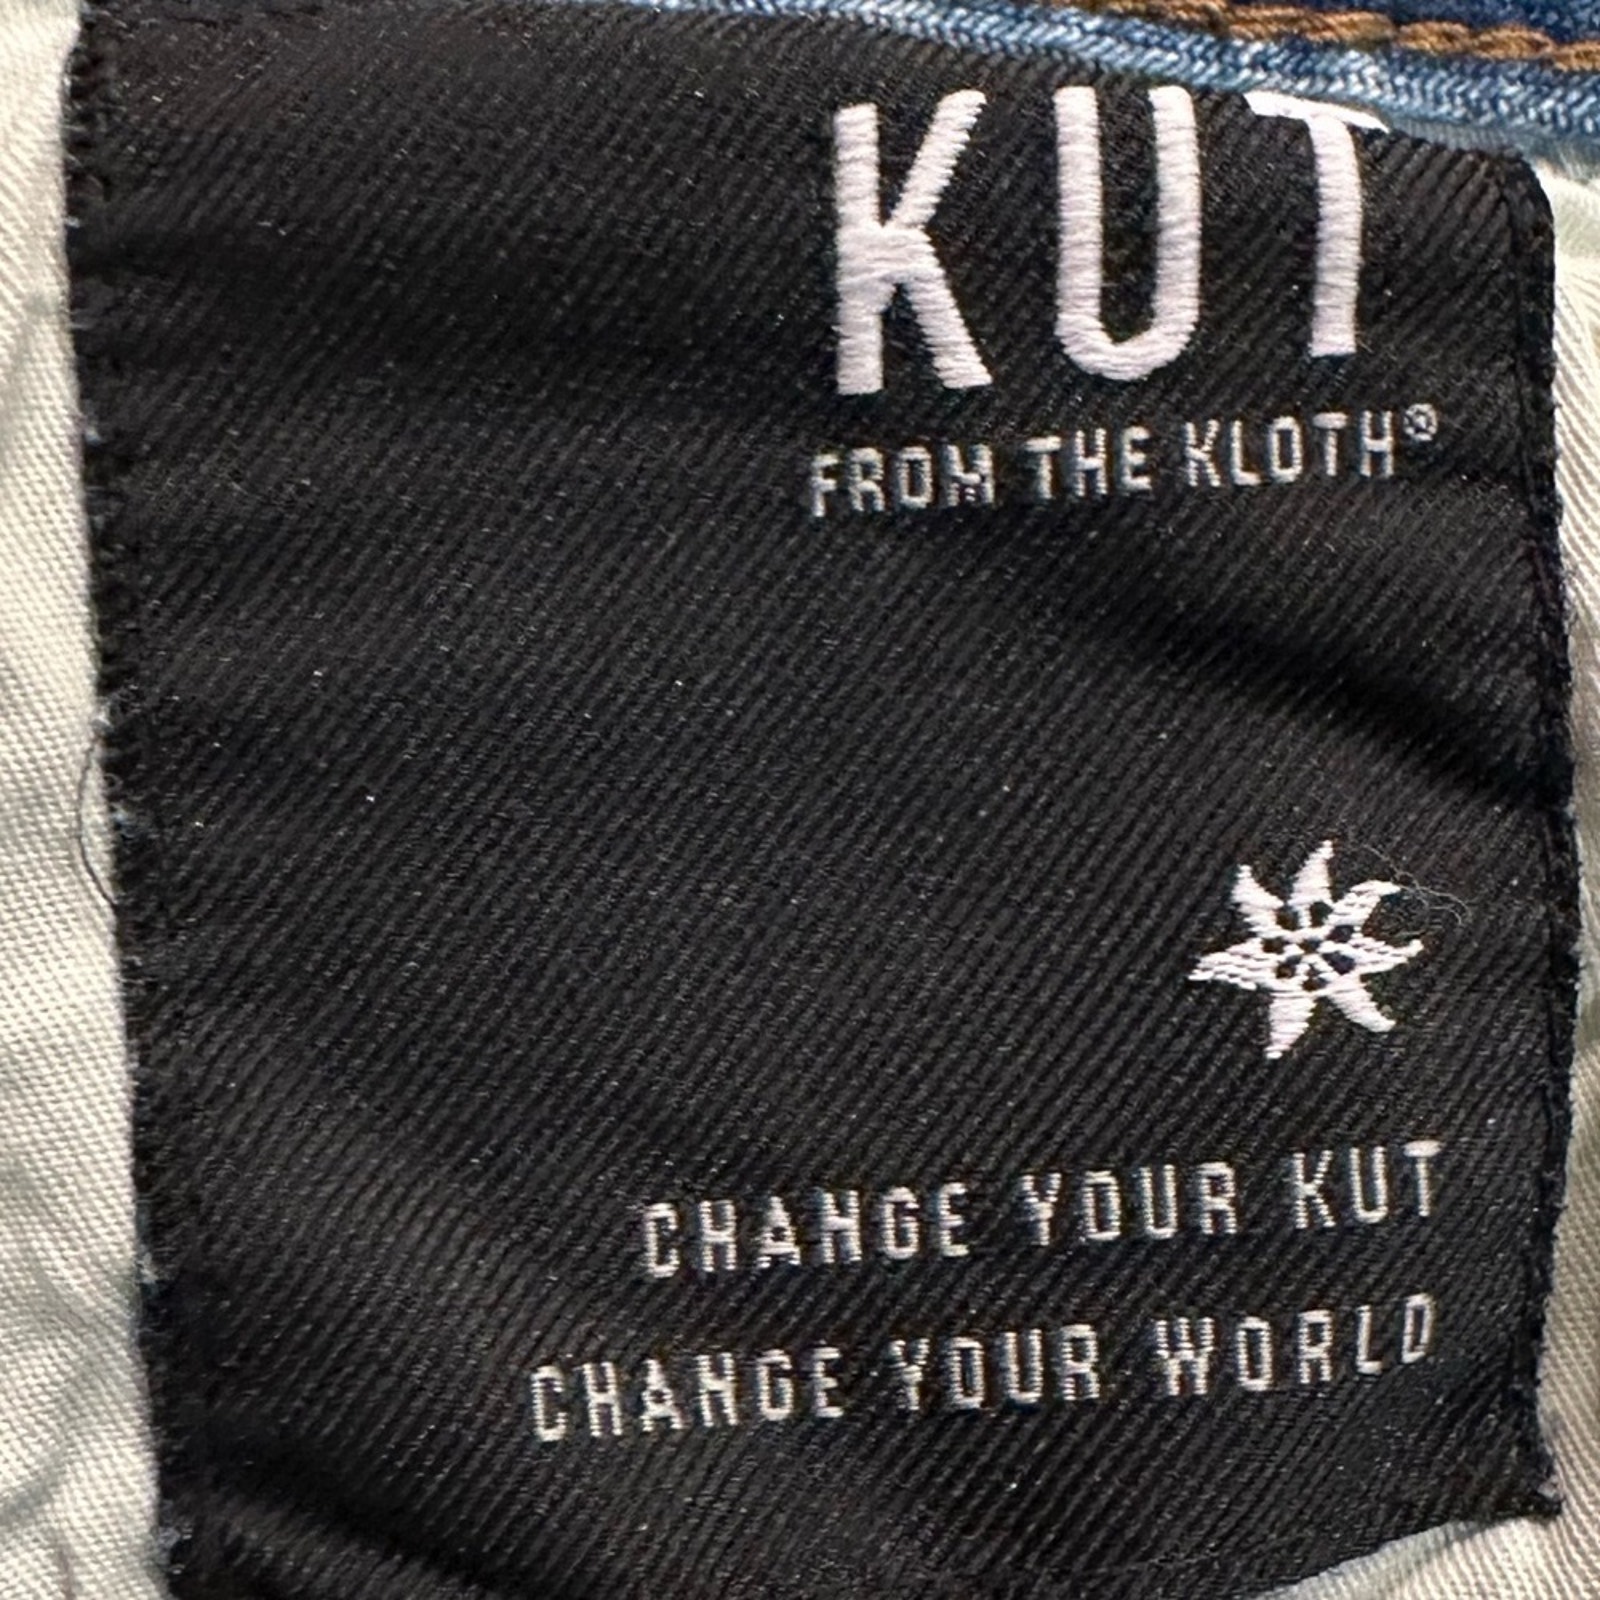 KUT
FROM THE KLOTH®
CHANGE YOUR KUT
CHANGE YOUR WORLD